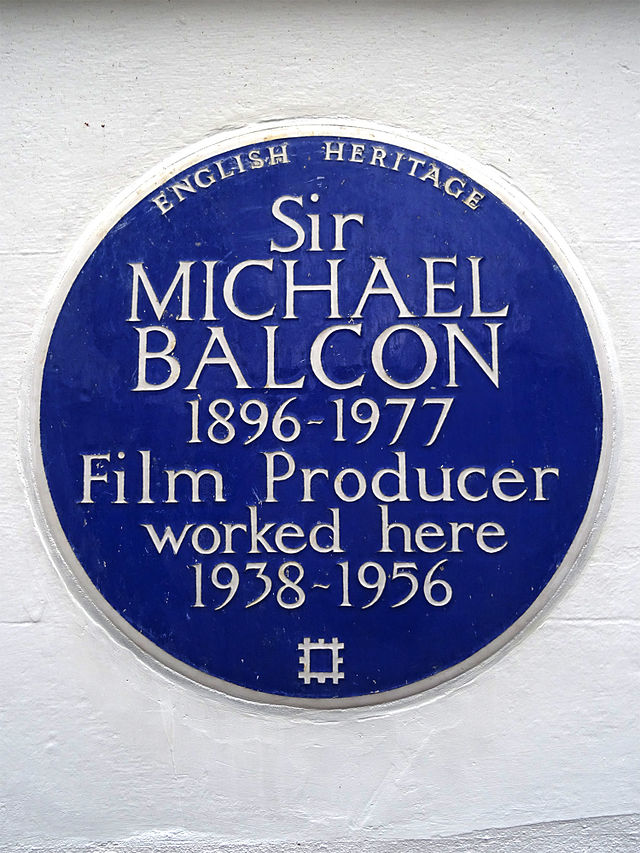 ENGLISH HERITAGE
Sir
MICHAEL
BALCON
1896-1977
Film Producer
worked here
1938-1956